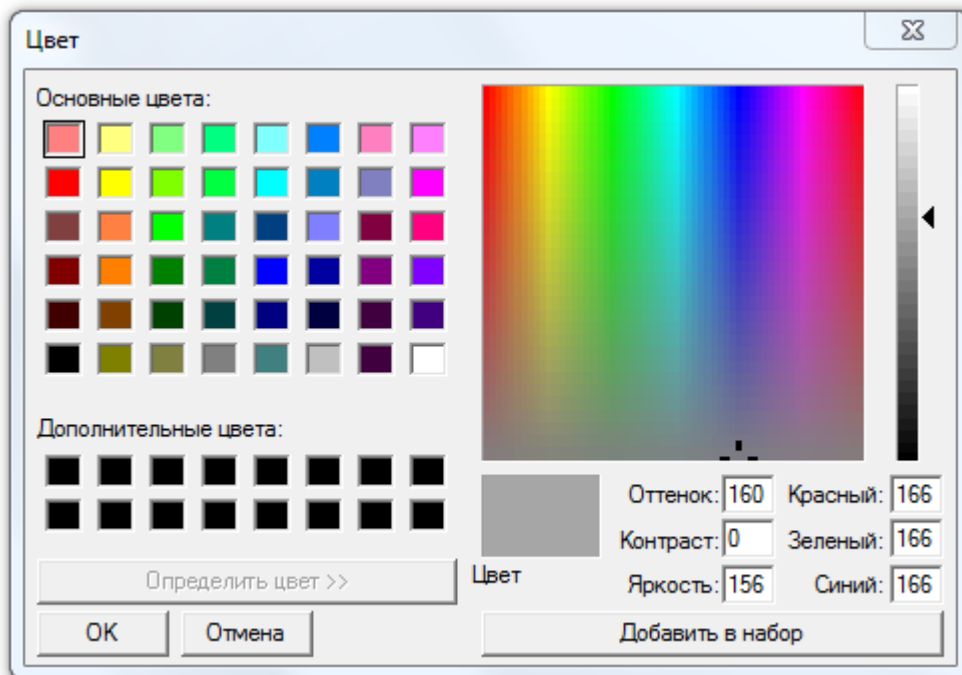 Цвет
Основные цвета:
Дополнительные цвета:
Определить цвет >>
OK
Отмена
Цвет
Оттенок: 160
Красный: 166
Контраст: 0
Зеленый: 166
Яркость: 156
Синий: 166
Добавить в набор